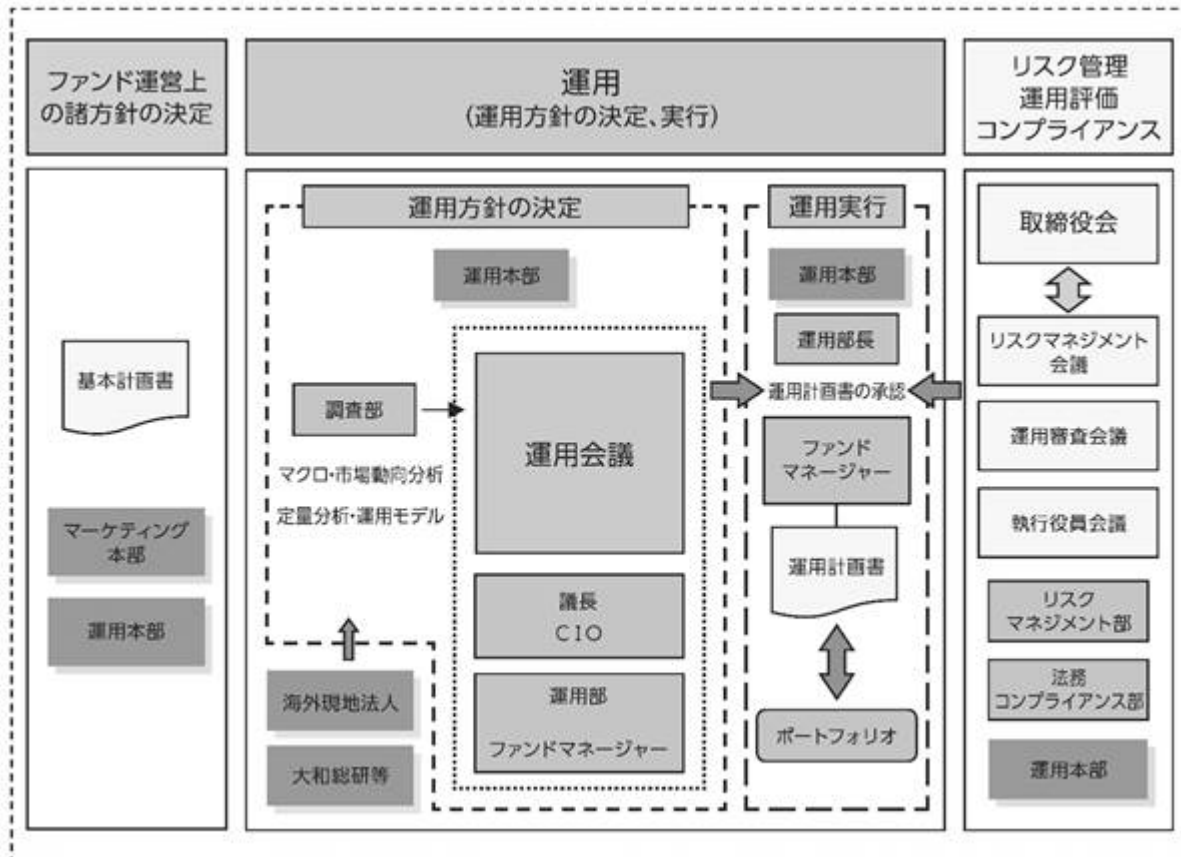 ファンド運営上
の諸方針の決定
運用
(運用方針の決定、実行)
リスク管理
運用評価
コンプライアンス
基本計画書
マーケティング
本部
運用本部
運用方針の決定
運用本部
調査部
マクロ・市場動向分析
定量分析・運用モデル
運用会議
議長
CIO
運用部
ファンドマネージャー
海外現地法人
大和総研等
運用実行
運用本部
運用部長
運用計画書の承認
ファンド
マネージャー
運用計画書
ポートフォリオ
取締役会
リスクマネジメント
会議
運用審査会議
執行役員会議
リスク
マネジメント部
法務
コンプライアンス部
運用本部